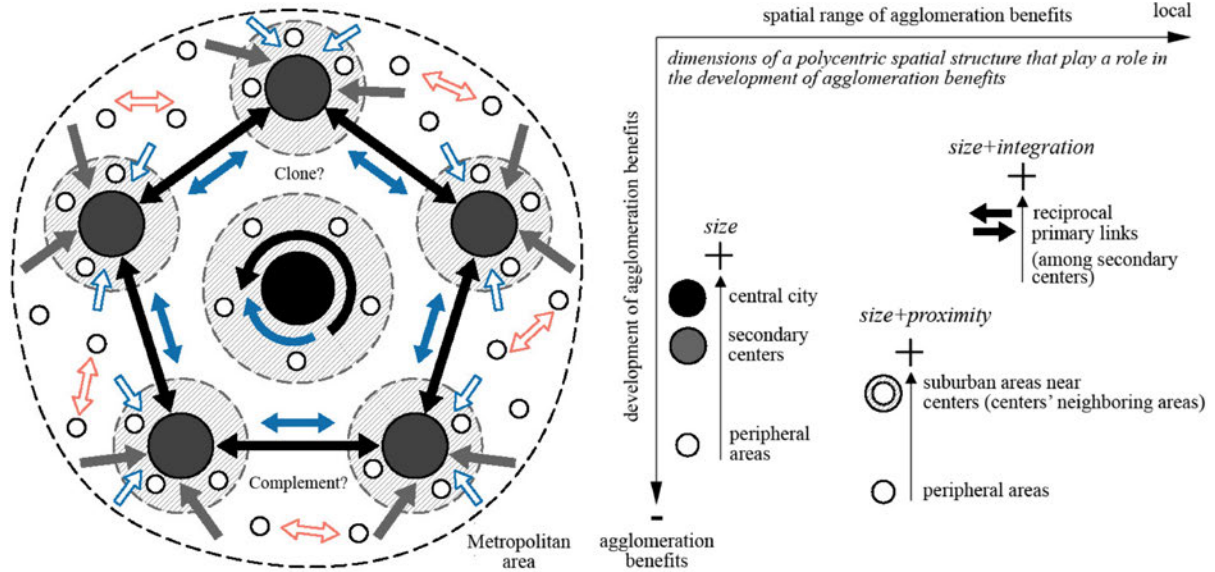 Clone?
Complement?
Metropolitan
area
spatial range of agglomeration benefits
local
dimensions of a polycentric spatial structure that play a role in
the development of agglomeration benefits
development of agglomeration benefits
size+integration
+
reciprocal
primary links
(among secondary
centers)
size
+
central city
secondary
centers
peripheral
areas
size+proximity
+
suburban areas near
centers (centers' neighboring areas)
peripheral areas
-
agglomeration
benefits